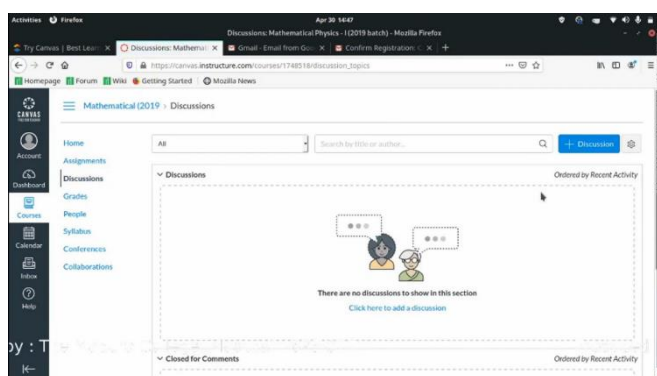 Activities Firefox Apr 30 14:47
Discussions: Mathematical Physics - I (2019 batch) - Mozilla Firefox
Try Canvas | Best Learn Discussions: Mathemat Gmail - Email from Goo Confirm Registration: C
https://canvas.instructure.com/courses/1748518/discussion_topics
Homepage Forum Wiki Getting Started Mozilla News
CANVAS
Mathematical (2019 > Discussions
Account
Dashboard
Courses
Calendar
Inbox
Help
Home
Assignments
Discussions
Grades
People
Syllabus
Conferences
Collaborations
All Search by title or author... + Discussion
Discussions Ordered by Recent Activity
There are no discussions to show in this section
Click here to add a discussion
by : T
Closed for Comments Ordered by Recent Activity